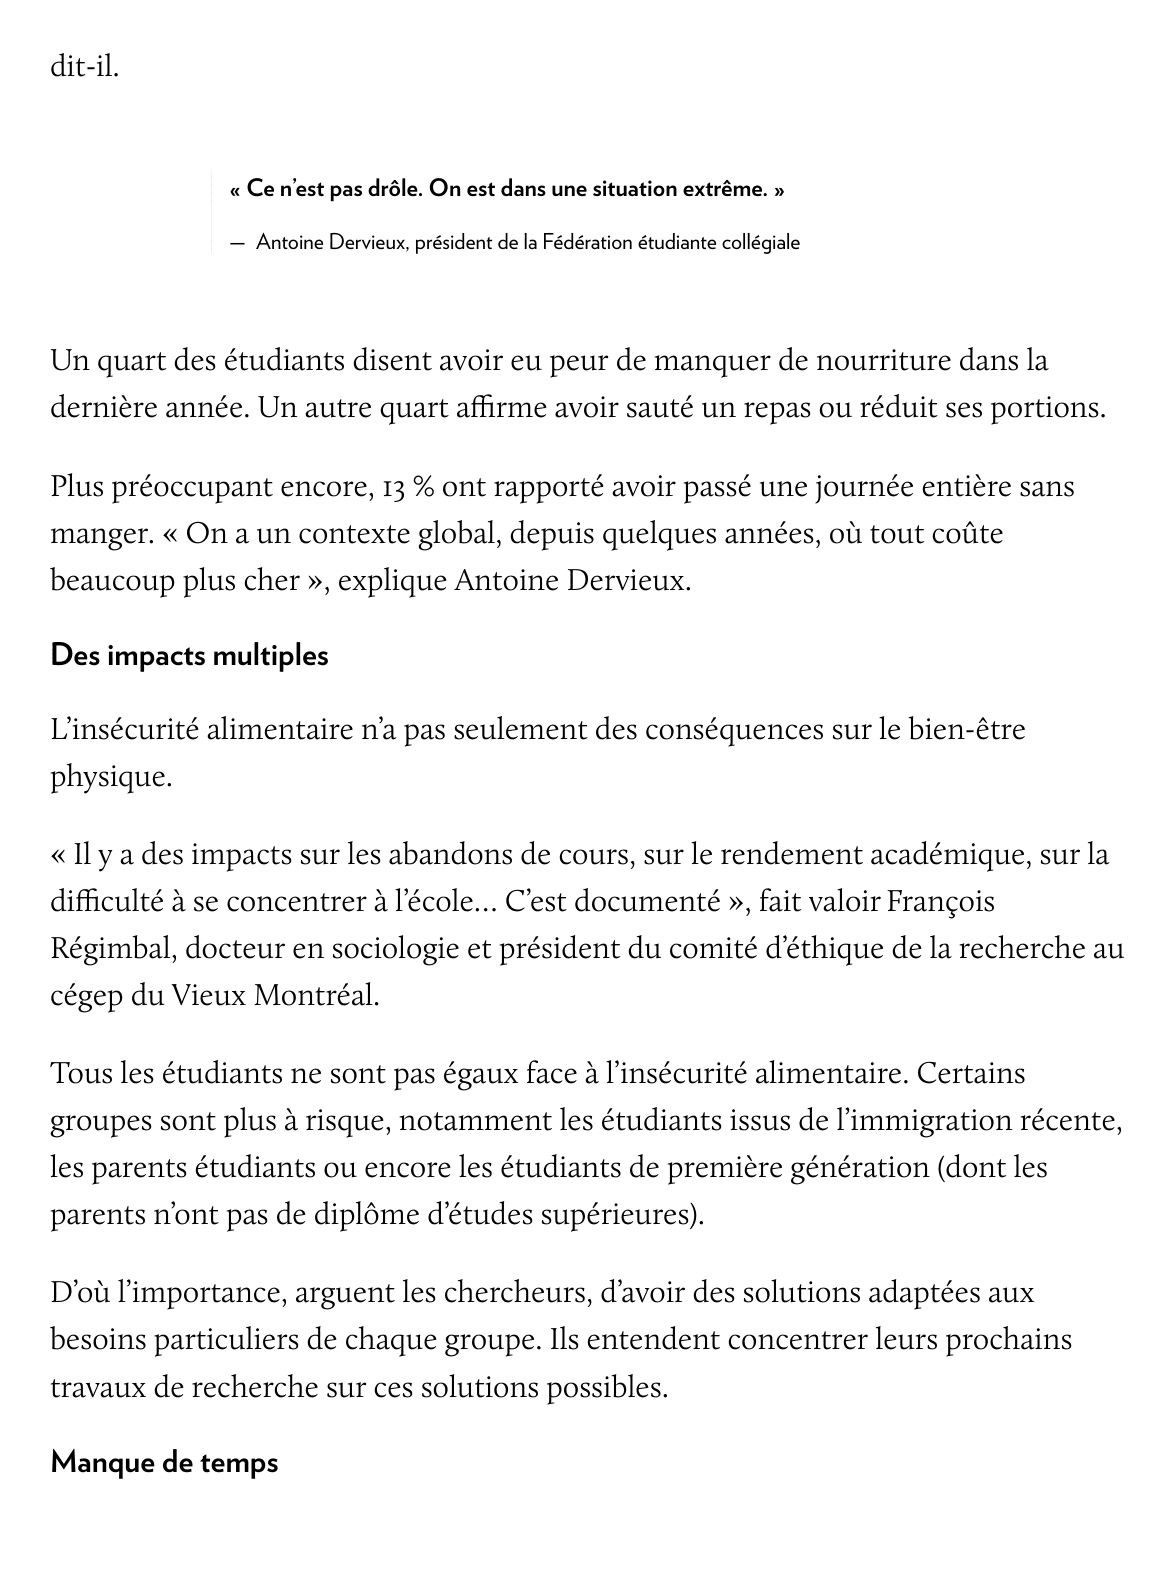 dit-il.
« Ce n’est pas drôle. On est dans une situation extrême. »
— Antoine Dervieux, président de la Fédération étudiante collégiale
Un quart des étudiants disent avoir eu peur de manquer de nourriture dans la
dernière année. Un autre quart affirme avoir sauté un repas ou réduit ses portions.
Plus préoccupant encore, 13 % ont rapporté avoir passé une journée entière sans
manger. « On a un contexte global, depuis quelques années, où tout coûte
beaucoup plus cher », explique Antoine Dervieux.
Des impacts multiples
L’insécurité alimentaire n’a pas seulement des conséquences sur le bien-être
physique.
« Il y a des impacts sur les abandons de cours, sur le rendement académique, sur la
difficulté à se concentrer à l’école… C’est documenté », fait valoir François
Régimbal, docteur en sociologie et président du comité d’éthique de la recherche au
cégep du Vieux Montréal.
Tous les étudiants ne sont pas égaux face à l’insécurité alimentaire. Certains
groupes sont plus à risque, notamment les étudiants issus de l’immigration récente,
les parents étudiants ou encore les étudiants de première génération (dont les
parents n’ont pas de diplôme d’études supérieures).
D’où l’importance, arguent les chercheurs, d’avoir des solutions adaptées aux
besoins particuliers de chaque groupe. Ils entendent concentrer leurs prochains
travaux de recherche sur ces solutions possibles.
Manque de temps